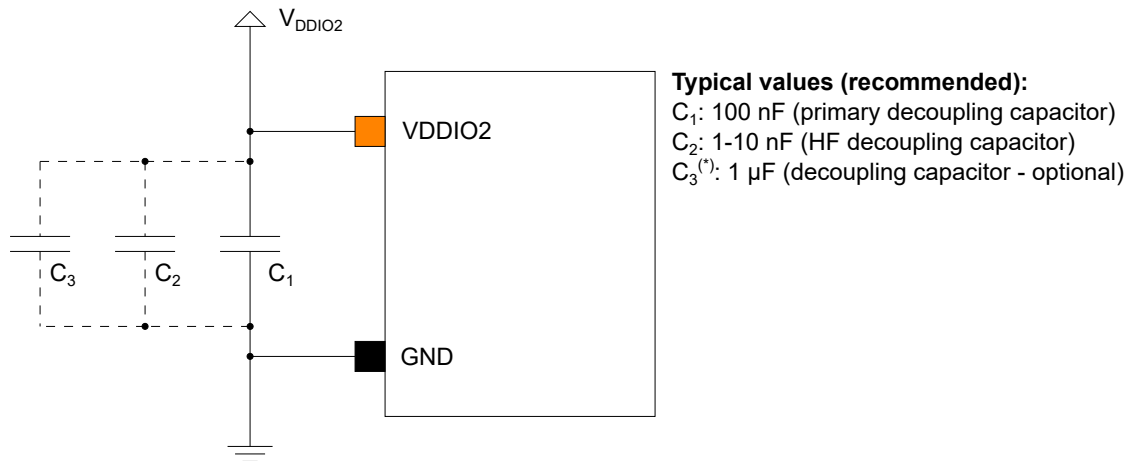 V_DDIO2
Typical values (recommended):
C₁: 100 nF (primary decoupling capacitor)
C₂: 1-10 nF (HF decoupling capacitor)
C₃⁽*⁾: 1 µF (decoupling capacitor - optional)
VDDIO2
C₃
C₂
C₁
GND